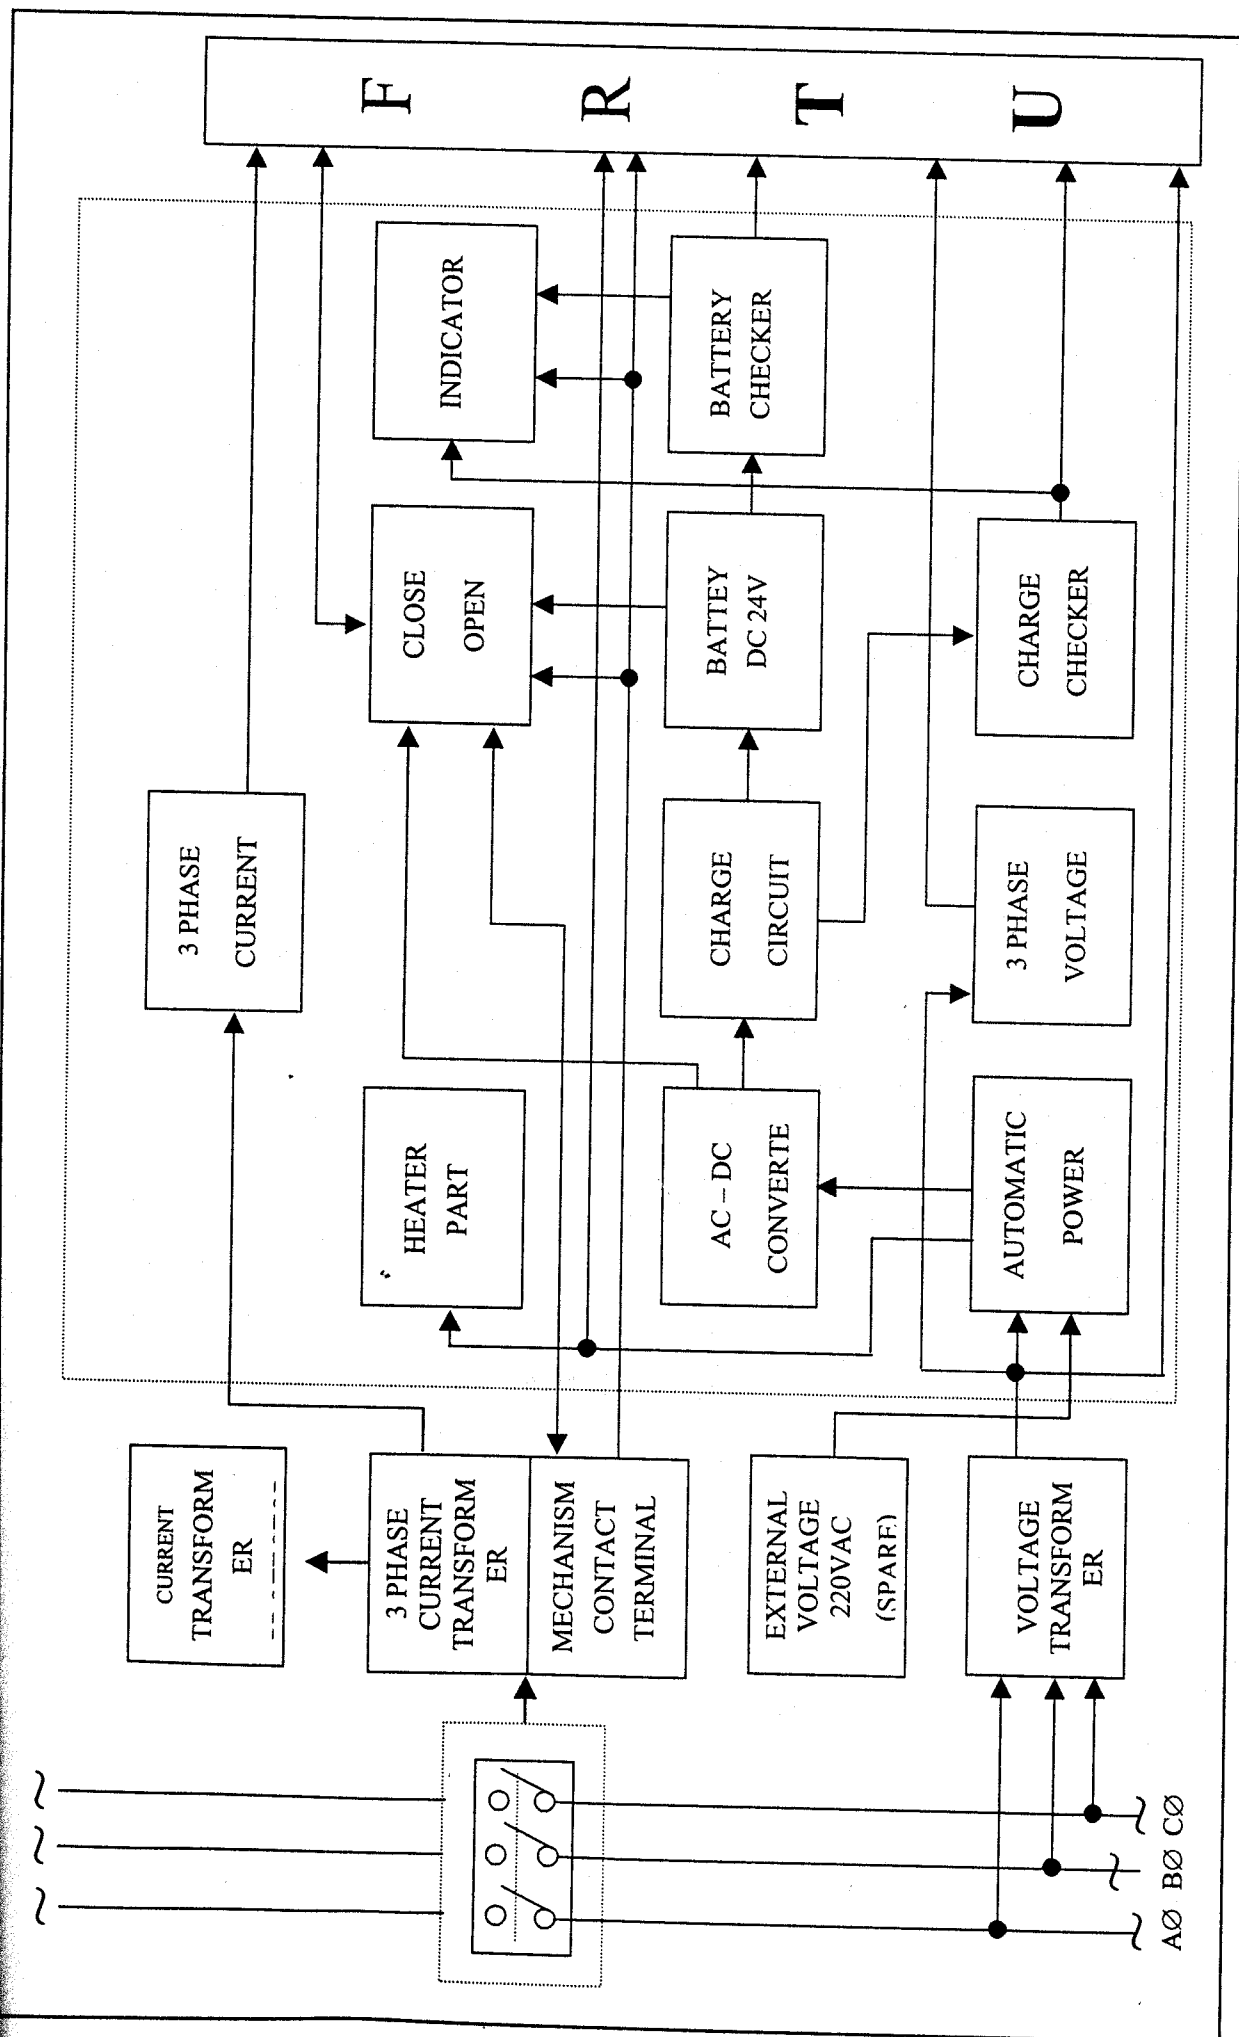 F
R
T
U
3 PHASE
CURRENT
CURRENT
TRANSFORM
ER
INDICATOR
CLOSE
OPEN
HEATER
PART
3 PHASE
CURRENT
TRANSFORM
ER
MECHANISM
CONTACT
TERMINAL
BATTERY
CHECKER
BATTEY
DC 24V
CHARGE
CIRCUIT
AC – DC
CONVERTE
EXTERNAL
VOLTAGE
220VAC
(SPARE)
CHARGE
CHECKER
3 PHASE
VOLTAGE
AUTOMATIC
POWER
VOLTAGE
TRANSFORM
ER
AØ BØ CØ